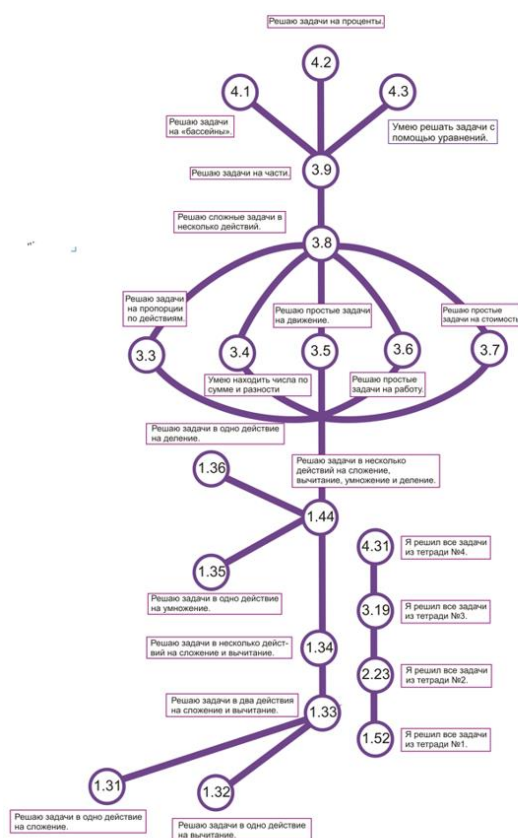 Решаю задачи на проценты.
4.2
4.1
4.3
Решаю задачи
на «бассейны».
Умею решать задачи с
помощью уравнений.
3.9
Решаю задачи на части.
Решаю сложные задачи в
несколько действий.
3.8
Решаю задачи
на пропорции
по действиям.
Решаю простые задачи
на движение.
Решаю простые
задачи на стоимость
3.3
3.4
3.5
3.6
3.7
Умею находить числа по
сумме и разности
Решаю простые
задачи на работу.
Решаю задачи в одно действие
на деление.
Решаю задачи в несколько
действий на сложение,
вычитание, умножение и деление.
1.36
1.44
1.35
Решаю задачи в одно действие
на умножение.
4.31
Я решил все задачи
из тетради №4.
3.19
Я решил все задачи
из тетради №3.
Решаю задачи в несколько дейст-
вий на сложение и вычитание.
1.34
2.23
Я решил все задачи
из тетради №2.
Решаю задачи в два действия
на сложение и вычитание.
1.33
1.52
Я решил все задачи
из тетради №1.
1.31
1.32
Решаю задачи в одно действие
на сложение.
Решаю задачи в одно действие
на вычитание.